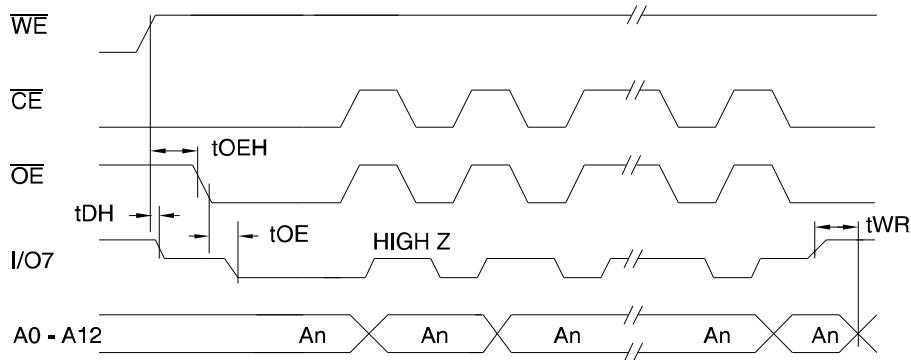 WE
CE
tOEH
OE
tDH
tOE
HIGH Z
tWR
I/O7
A0 - A12 An An An An An